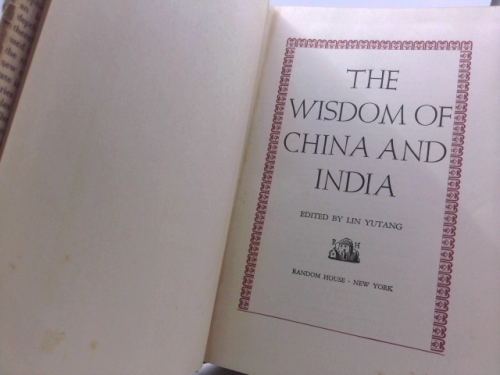 THE
WISDOM OF
CHINA AND
INDIA
EDITED BY LIN YUTANG
R H
RANDOM HOUSE · NEW YORK